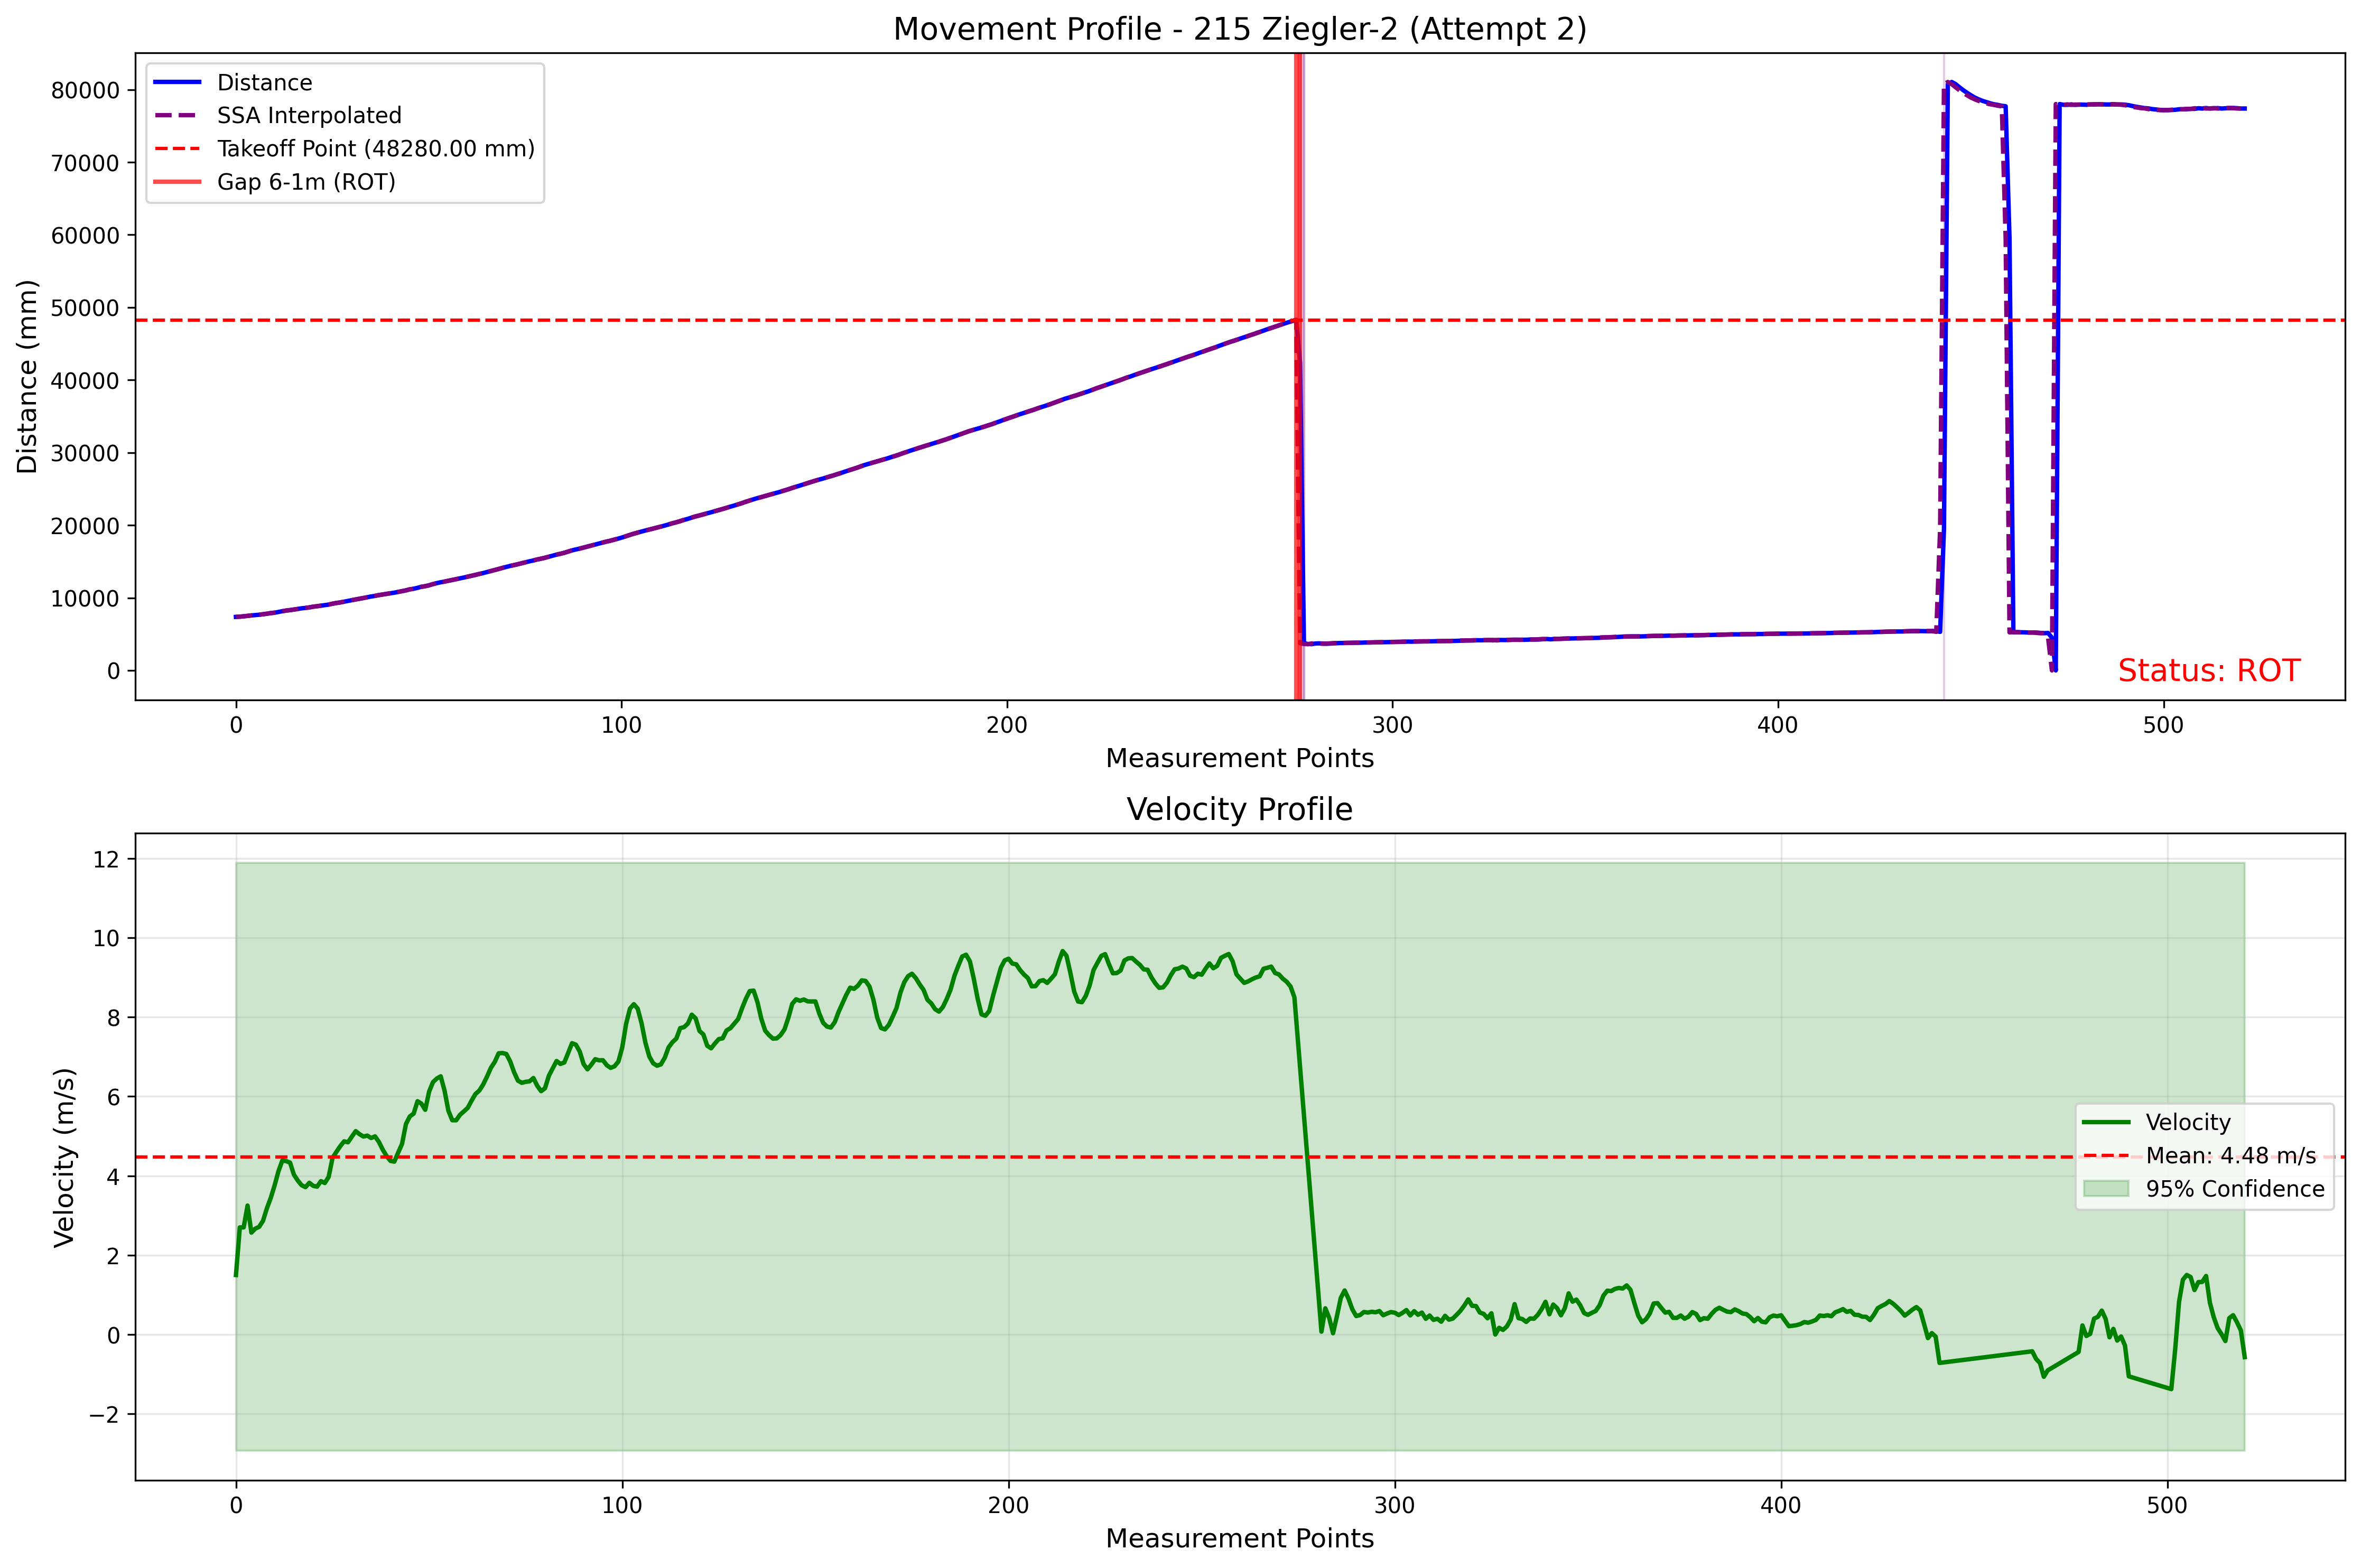 Movement Profile - 215 Ziegler-2 (Attempt 2)
Distance (mm)
80000
70000
60000
50000
40000
30000
20000
10000
0
Distance
SSA Interpolated
Takeoff Point (48280.00 mm)
Gap 6-1m (ROT)
Status: ROT
0 100 200 300 400 500
Measurement Points
Velocity Profile
Velocity (m/s)
12
10
8
6
4
2
0
−2
Velocity
Mean: 4.48 m/s
95% Confidence
0 100 200 300 400 500
Measurement Points